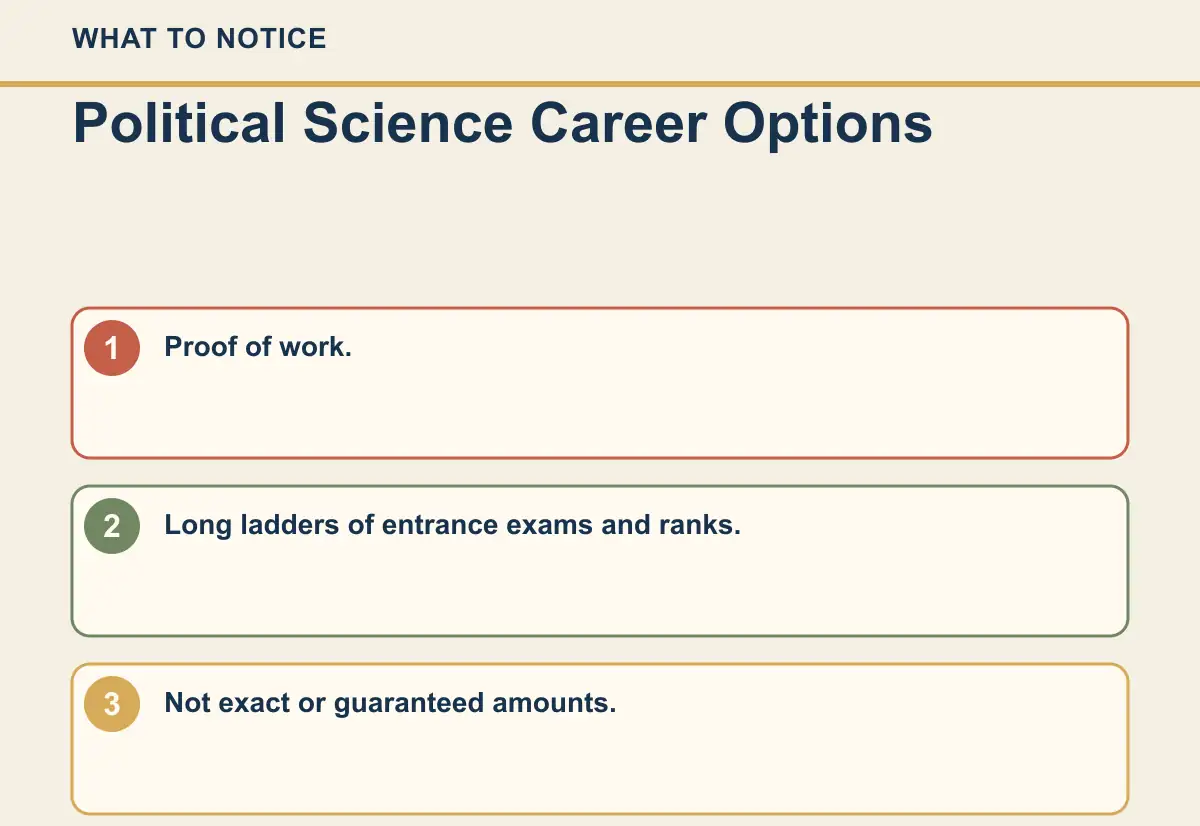 WHAT TO NOTICE
Political Science Career Options
1 Proof of work.
2 Long ladders of entrance exams and ranks.
3 Not exact or guaranteed amounts.